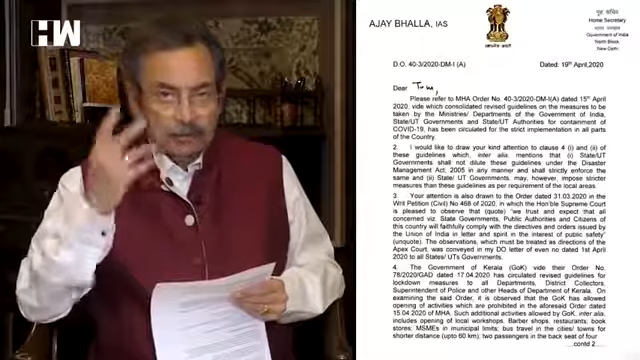 HW
AJAY BHALLA, IAS
गृह सचिव
Home Secretary
भारत सरकार
Government of India
North Block,
New Delhi
D.O. 40-3/2020-DM-I (A)
Dated: 19th April,2020
Dear
Please refer to MHA Order No. 40-3/2020-DM-I(A) dated 15th April
2020, vide which consolidated revised guidelines on the measures to be
taken by the Ministries/ Departments of the Government of India,
State/UT Governments and State/UT Authorities for containment of
COVID-19, has been circulated for the strict implementation in all parts
of the Country.
2. I would like to draw your kind attention to clause 4 (i) and (ii) of
these guidelines which, inter alia, mentions that (i) State/UT
Governments shall not dilute these guidelines under the Disaster
Management Act, 2005 in any manner and shall strictly enforce the
same and (ii) State/ UT Governments, may, however, impose stricter
measures than these guidelines as per requirement of the local areas.
3. Your attention is also drawn to the Order dated 31.03.2020 in the
Writ Petition (Civil) No 468 of 2020, in which the Hon'ble Supreme Court is
pleased to observe that (quote) "we trust and expect that all
concerned viz. State Governments, Public Authorities and Citizens of
this country will faithfully comply with the directives and orders issued by
the Union of India in letter and spirit in the interest of public safety"
(unquote). The observations, which must be treated as directions of the
Apex Court, was conveyed in my DO letter of even no dated 1st April
2020 to all States/ UTs Governments.
4. The Government of Kerala (GoK) vide their Order No.
78/2020/GAD dated 17.04.2020 has circulated revised guidelines for
lockdown measures to all Departments, District Collectors,
Superintendent of Police and other Heads of Department of Kerala. On
examining the said Order, it is observed that the GoK has allowed
opening of activities which are prohibited in the aforesaid Order dated
15.04.2020 of MHA. Such additional activities allowed by GoK, inter alia,
includes opening of local workshops, Barber shops, restaurants, book
stores; MSMEs in municipal limits; bus travel in the cities/ towns for
shorter distance (upto 60 km); two passengers in the back seat of four
..contd 2....